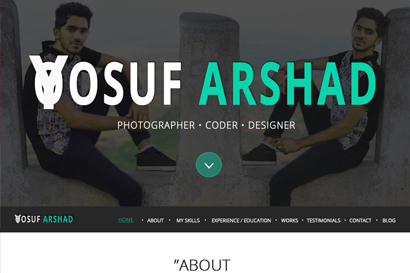 YOSUF ARSHAD
PHOTOGRAPHER • CODER • DESIGNER
YOSUF ARSHAD
HOME • ABOUT • MY SKILLS • EXPERIENCE / EDUCATION • WORKS • TESTIMONIALS • CONTACT • BLOG
”ABOUT